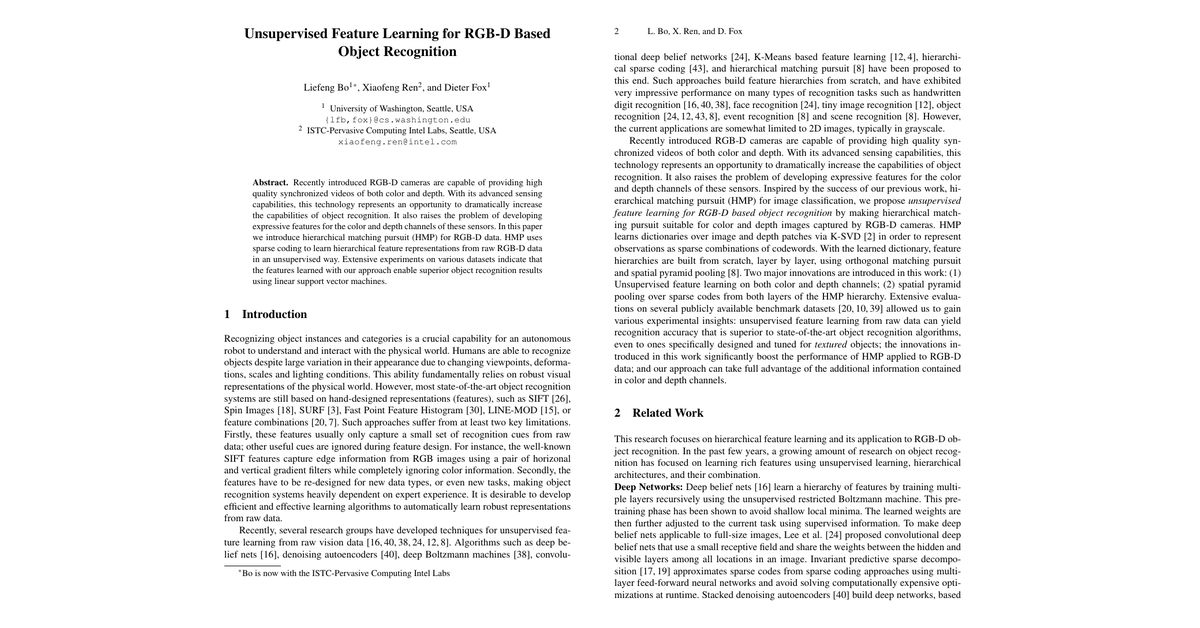 Unsupervised Feature Learning for RGB-D Based
Object Recognition
Liefeng Bo1*, Xiaofeng Ren2, and Dieter Fox1
1 University of Washington, Seattle, USA
{lfb,fox}@cs.washington.edu
2 ISTC-Pervasive Computing Intel Labs, Seattle, USA
xiaofeng.ren@intel.com
Abstract. Recently introduced RGB-D cameras are capable of providing high
quality synchronized videos of both color and depth. With its advanced sensing
capabilities, this technology represents an opportunity to dramatically increase
the capabilities of object recognition. It also raises the problem of developing
expressive features for the color and depth channels of these sensors. In this paper
we introduce hierarchical matching pursuit (HMP) for RGB-D data. HMP uses
sparse coding to learn hierarchical feature representations from raw RGB-D data
in an unsupervised way. Extensive experiments on various datasets indicate that
the features learned with our approach enable superior object recognition results
using linear support vector machines.
1 Introduction
Recognizing object instances and categories is a crucial capability for an autonomous
robot to understand and interact with the physical world. Humans are able to recognize
objects despite large variation in their appearance due to changing viewpoints, deforma-
tions, scales and lighting conditions. This ability fundamentally relies on robust visual
representations of the physical world. However, most state-of-the-art object recognition
systems are still based on hand-designed representations (features), such as SIFT [26],
Spin Images [18], SURF [3], Fast Point Feature Histogram [30], LINE-MOD [15], or
feature combinations [20, 7]. Such approaches suffer from at least two key limitations.
Firstly, these features usually only capture a small set of recognition cues from raw
data; other useful cues are ignored during feature design. For instance, the well-known
SIFT features capture edge information from RGB images using a pair of horizonal
and vertical gradient filters while completely ignoring color information. Secondly, the
features have to be re-designed for new data types, or even new tasks, making object
recognition systems heavily dependent on expert experience. It is desirable to develop
efficient and effective learning algorithms to automatically learn robust representations
from raw data.
Recently, several research groups have developed techniques for unsupervised fea-
ture learning from raw vision data [16, 40, 38, 24, 12, 8]. Algorithms such as deep be-
lief nets [16], denoising autoencoders [40], deep Boltzmann machines [38], convolu-
*Bo is now with the ISTC-Pervasive Computing Intel Labs
2 L. Bo, X. Ren, and D. Fox
tional deep belief networks [24], K-Means based feature learning [12, 4], hierarchi-
cal sparse coding [43], and hierarchical matching pursuit [8] have been proposed to
this end. Such approaches build feature hierarchies from scratch, and have exhibited
very impressive performance on many types of recognition tasks such as handwritten
digit recognition [16, 40, 38], face recognition [24], tiny image recognition [12], object
recognition [24, 12, 43, 8], event recognition [8] and scene recognition [8]. However,
the current applications are somewhat limited to 2D images, typically in grayscale.
Recently introduced RGB-D cameras are capable of providing high quality syn-
chronized videos of both color and depth. With its advanced sensing capabilities, this
technology represents an opportunity to dramatically increase the capabilities of object
recognition. It also raises the problem of developing expressive features for the color
and depth channels of these sensors. Inspired by the success of our previous work, hi-
erarchical matching pursuit (HMP) for image classification, we propose unsupervised
feature learning for RGB-D based object recognition by making hierarchical match-
ing pursuit suitable for color and depth images captured by RGB-D cameras. HMP
learns dictionaries over image and depth patches via K-SVD [2] in order to represent
observations as sparse combinations of codewords. With the learned dictionary, feature
hierarchies are built from scratch, layer by layer, using orthogonal matching pursuit
and spatial pyramid pooling [8]. Two major innovations are introduced in this work: (1)
Unsupervised feature learning on both color and depth channels; (2) spatial pyramid
pooling over sparse codes from both layers of the HMP hierarchy. Extensive evalua-
tions on several publicly available benchmark datasets [20, 10, 39] allowed us to gain
various experimental insights: unsupervised feature learning from raw data can yield
recognition accuracy that is superior to state-of-the-art object recognition algorithms,
even to ones specifically designed and tuned for textured objects; the innovations in-
troduced in this work significantly boost the performance of HMP applied to RGB-D
data; and our approach can take full advantage of the additional information contained
in color and depth channels.
2 Related Work
This research focuses on hierarchical feature learning and its application to RGB-D ob-
ject recognition. In the past few years, a growing amount of research on object recog-
nition has focused on learning rich features using unsupervised learning, hierarchical
architectures, and their combination.
Deep Networks: Deep belief nets [16] learn a hierarchy of features by training multi-
ple layers recursively using the unsupervised restricted Boltzmann machine. This pre-
training phase has been shown to avoid shallow local minima. The learned weights are
then further adjusted to the current task using supervised information. To make deep
belief nets applicable to full-size images, Lee et al. [24] proposed convolutional deep
belief nets that use a small receptive field and share the weights between the hidden and
visible layers among all locations in an image. Invariant predictive sparse decompo-
sition [17, 19] approximates sparse codes from sparse coding approaches using multi-
layer feed-forward neural networks and avoid solving computationally expensive opti-
mizations at runtime. Stacked denoising autoencoders [40] build deep networks, based